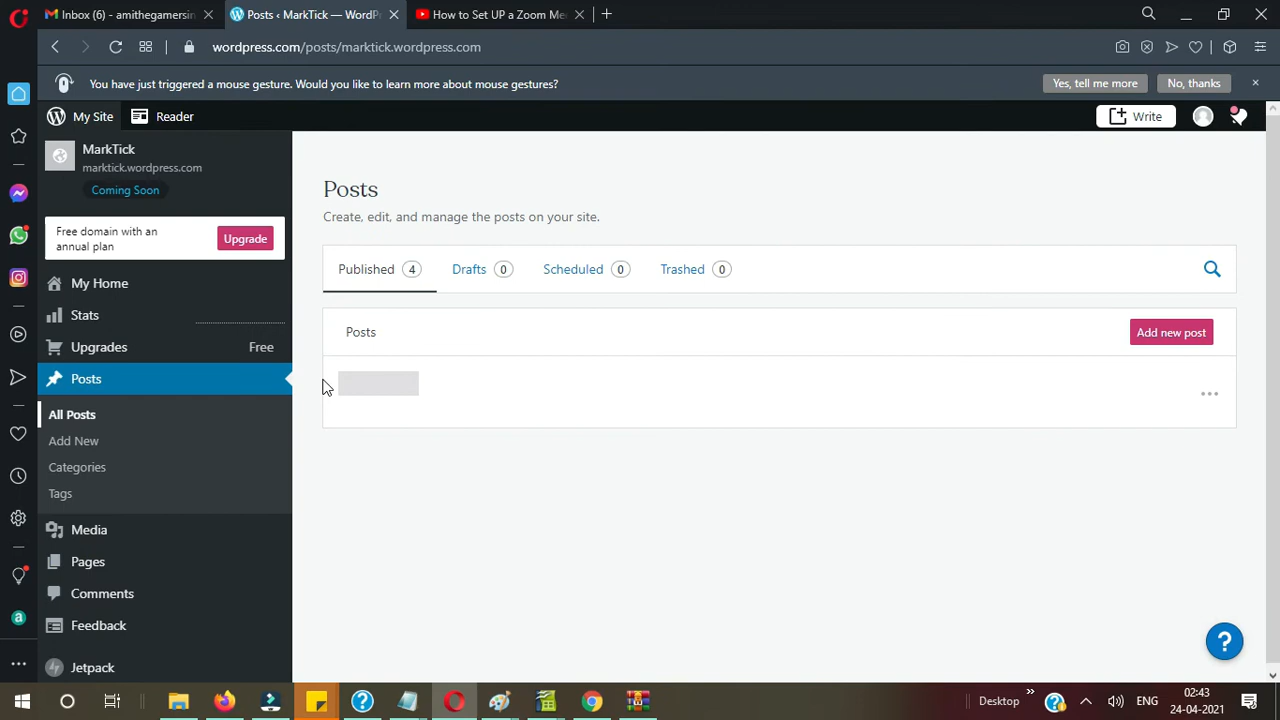 Inbox (6) - amithegamersin
Posts ‹ MarkTick — WordPr
How to Set UP a Zoom Me
wordpress.com/posts/marktick.wordpress.com
You have just triggered a mouse gesture. Would you like to learn more about mouse gestures?
Yes, tell me more
No, thanks
My Site
Reader
Write
MarkTick
marktick.wordpress.com
Coming Soon
Free domain with an
annual plan
Upgrade
My Home
Stats
Upgrades
Free
Posts
All Posts
Add New
Categories
Tags
Media
Pages
Comments
Feedback
Jetpack
Posts
Create, edit, and manage the posts on your site.
Published 4
Drafts 0
Scheduled 0
Trashed 0
Posts
Add new post
Desktop
ENG
02:43
24-04-2021